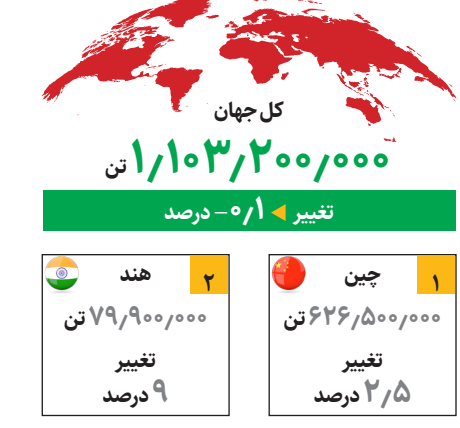 کل جهان
۱٫۱۰۳٫۲۰۰٫۰۰۰ تن
تغییر ◀ ۰٫۱- درصد
۱ چین
۶۲۶٫۵۰۰٫۰۰۰ تن
تغییر
۲٫۵ درصد
۲ هند
۷۹٫۹۰۰٫۰۰۰ تن
تغییر
۹ درصد